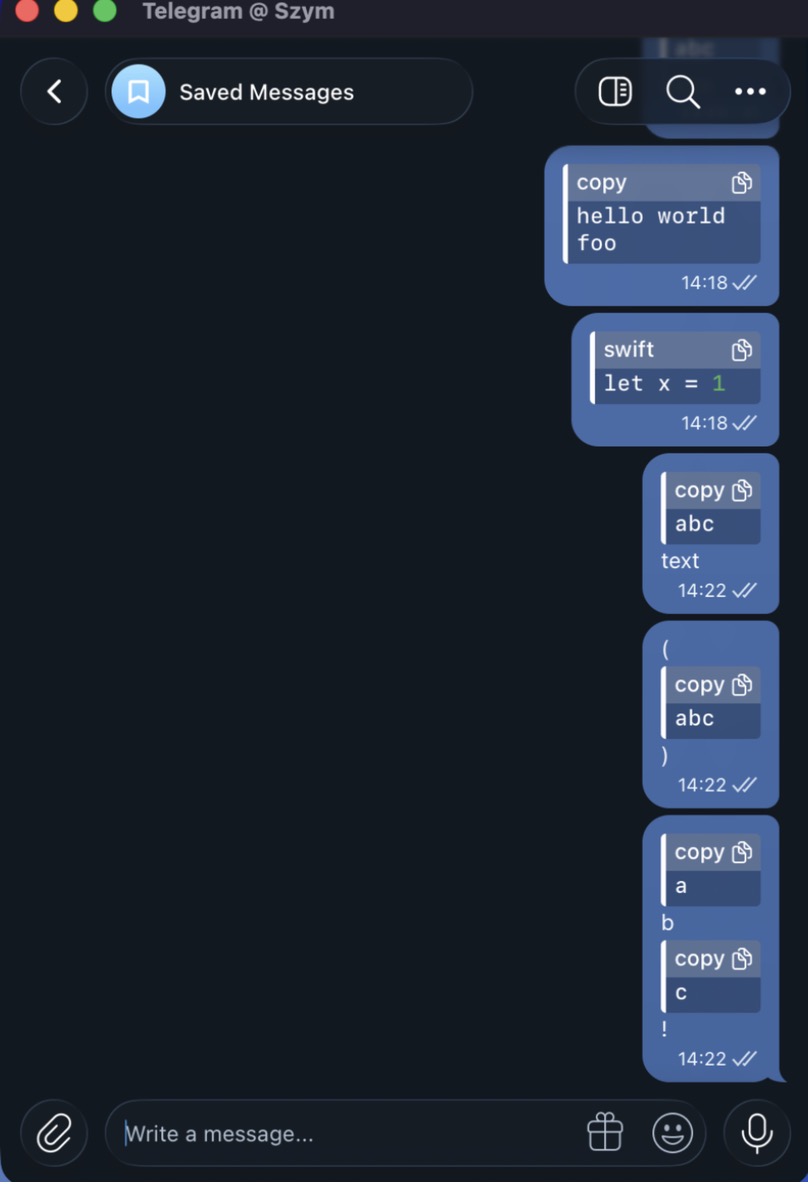 Telegram @ Szym
Saved Messages
abc
copy
hello world
foo
14:18
swift
let x = 1
14:18
copy
abc
text
14:22
(
copy
abc
)
14:22
copy
a
b
copy
c
!
14:22
Write a message...